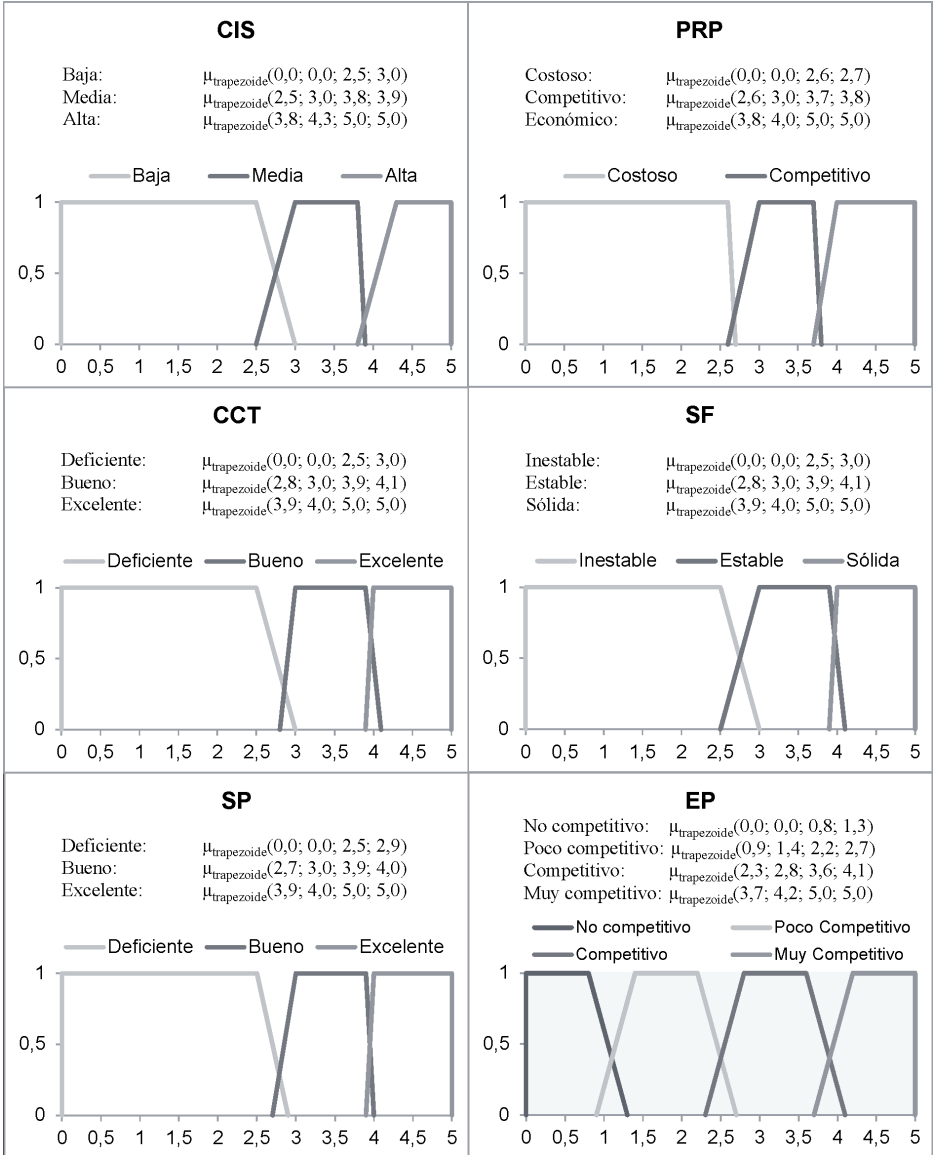 CIS
Baja: μtrapezoide(0,0; 0,0; 2,5; 3,0)
Media: μtrapezoide(2,5; 3,0; 3,8; 3,9)
Alta: μtrapezoide(3,8; 4,3; 5,0; 5,0)
Baja Media Alta
1
0,5
0
0 0,5 1 1,5 2 2,5 3 3,5 4 4,5 5
PRP
Costoso: μtrapezoide(0,0; 0,0; 2,6; 2,7)
Competitivo: μtrapezoide(2,6; 3,0; 3,7; 3,8)
Económico: μtrapezoide(3,8; 4,0; 5,0; 5,0)
Costoso Competitivo
1
0,5
0
0 0,5 1 1,5 2 2,5 3 3,5 4 4,5 5
CCT
Deficiente: μtrapezoide(0,0; 0,0; 2,5; 3,0)
Bueno: μtrapezoide(2,8; 3,0; 3,9; 4,1)
Excelente: μtrapezoide(3,9; 4,0; 5,0; 5,0)
Deficiente Bueno Excelente
1
0,5
0
0 0,5 1 1,5 2 2,5 3 3,5 4 4,5 5
SF
Inestable: μtrapezoide(0,0; 0,0; 2,5; 3,0)
Estable: μtrapezoide(2,8; 3,0; 3,9; 4,1)
Sólida: μtrapezoide(3,9; 4,0; 5,0; 5,0)
Inestable Estable Sólida
1
0,5
0
0 0,5 1 1,5 2 2,5 3 3,5 4 4,5 5
SP
Deficiente: μtrapezoide(0,0; 0,0; 2,5; 2,9)
Bueno: μtrapezoide(2,7; 3,0; 3,9; 4,0)
Excelente: μtrapezoide(3,9; 4,0; 5,0; 5,0)
Deficiente Bueno Excelente
1
0,5
0
0 0,5 1 1,5 2 2,5 3 3,5 4 4,5 5
EP
No competitivo: μtrapezoide(0,0; 0,0; 0,8; 1,3)
Poco competitivo: μtrapezoide(0,9; 1,4; 2,2; 2,7)
Competitivo: μtrapezoide(2,3; 2,8; 3,6; 4,1)
Muy competitivo: μtrapezoide(3,7; 4,2; 5,0; 5,0)
No competitivo Poco Competitivo
Competitivo Muy Competitivo
1
0,5
0
0 0,5 1 1,5 2 2,5 3 3,5 4 4,5 5